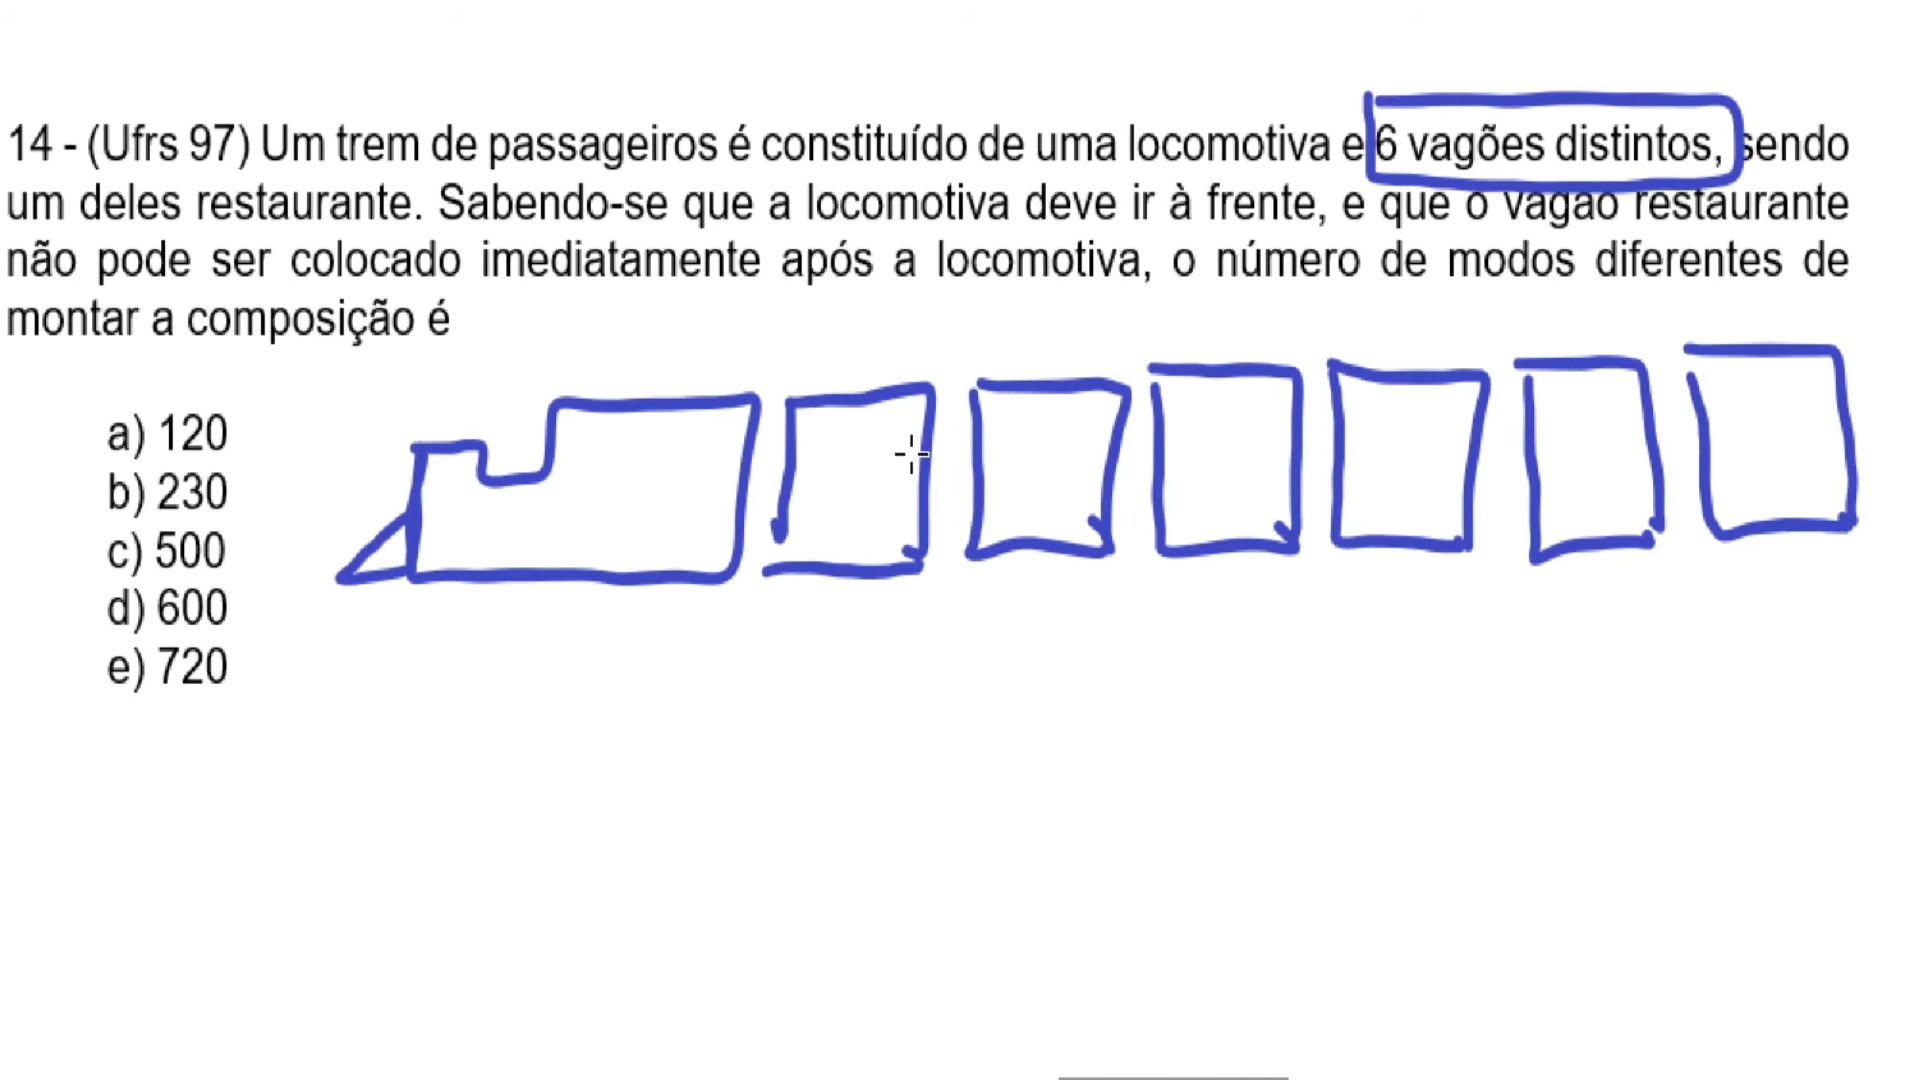 14 - (Ufrs 97) Um trem de passageiros é constituído de uma locomotiva e 6 vagões distintos, sendo
um deles restaurante. Sabendo-se que a locomotiva deve ir à frente, e que o vagão restaurante
não pode ser colocado imediatamente após a locomotiva, o número de modos diferentes de
montar a composição é
a) 120
b) 230
c) 500
d) 600
e) 720